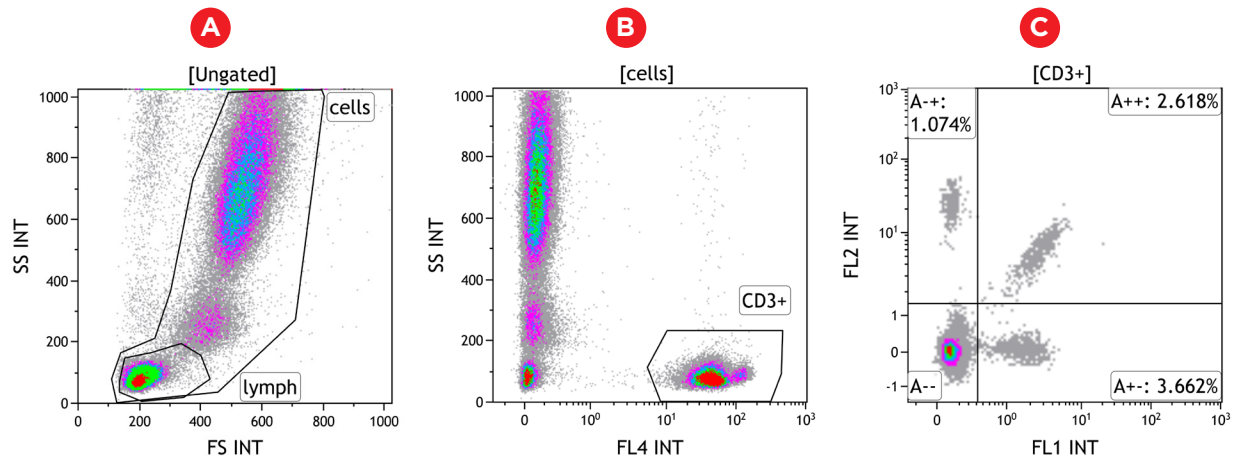 A
[Ungated]
1000
800
600
400
200
0
SS INT
cells
lymph
0
200
400
600
800
1000
FS INT
B
[cells]
1000
800
600
400
200
0
SS INT
CD3+
0
10⁰
10¹
10²
10³
FL4 INT
C
[CD3+]
10³
10²
10¹
1
0
-1
FL2 INT
A-+:
1.074%
A++: 2.618%
A--
A+-: 3.662%
0
10⁰
10¹
10²
10³
FL1 INT